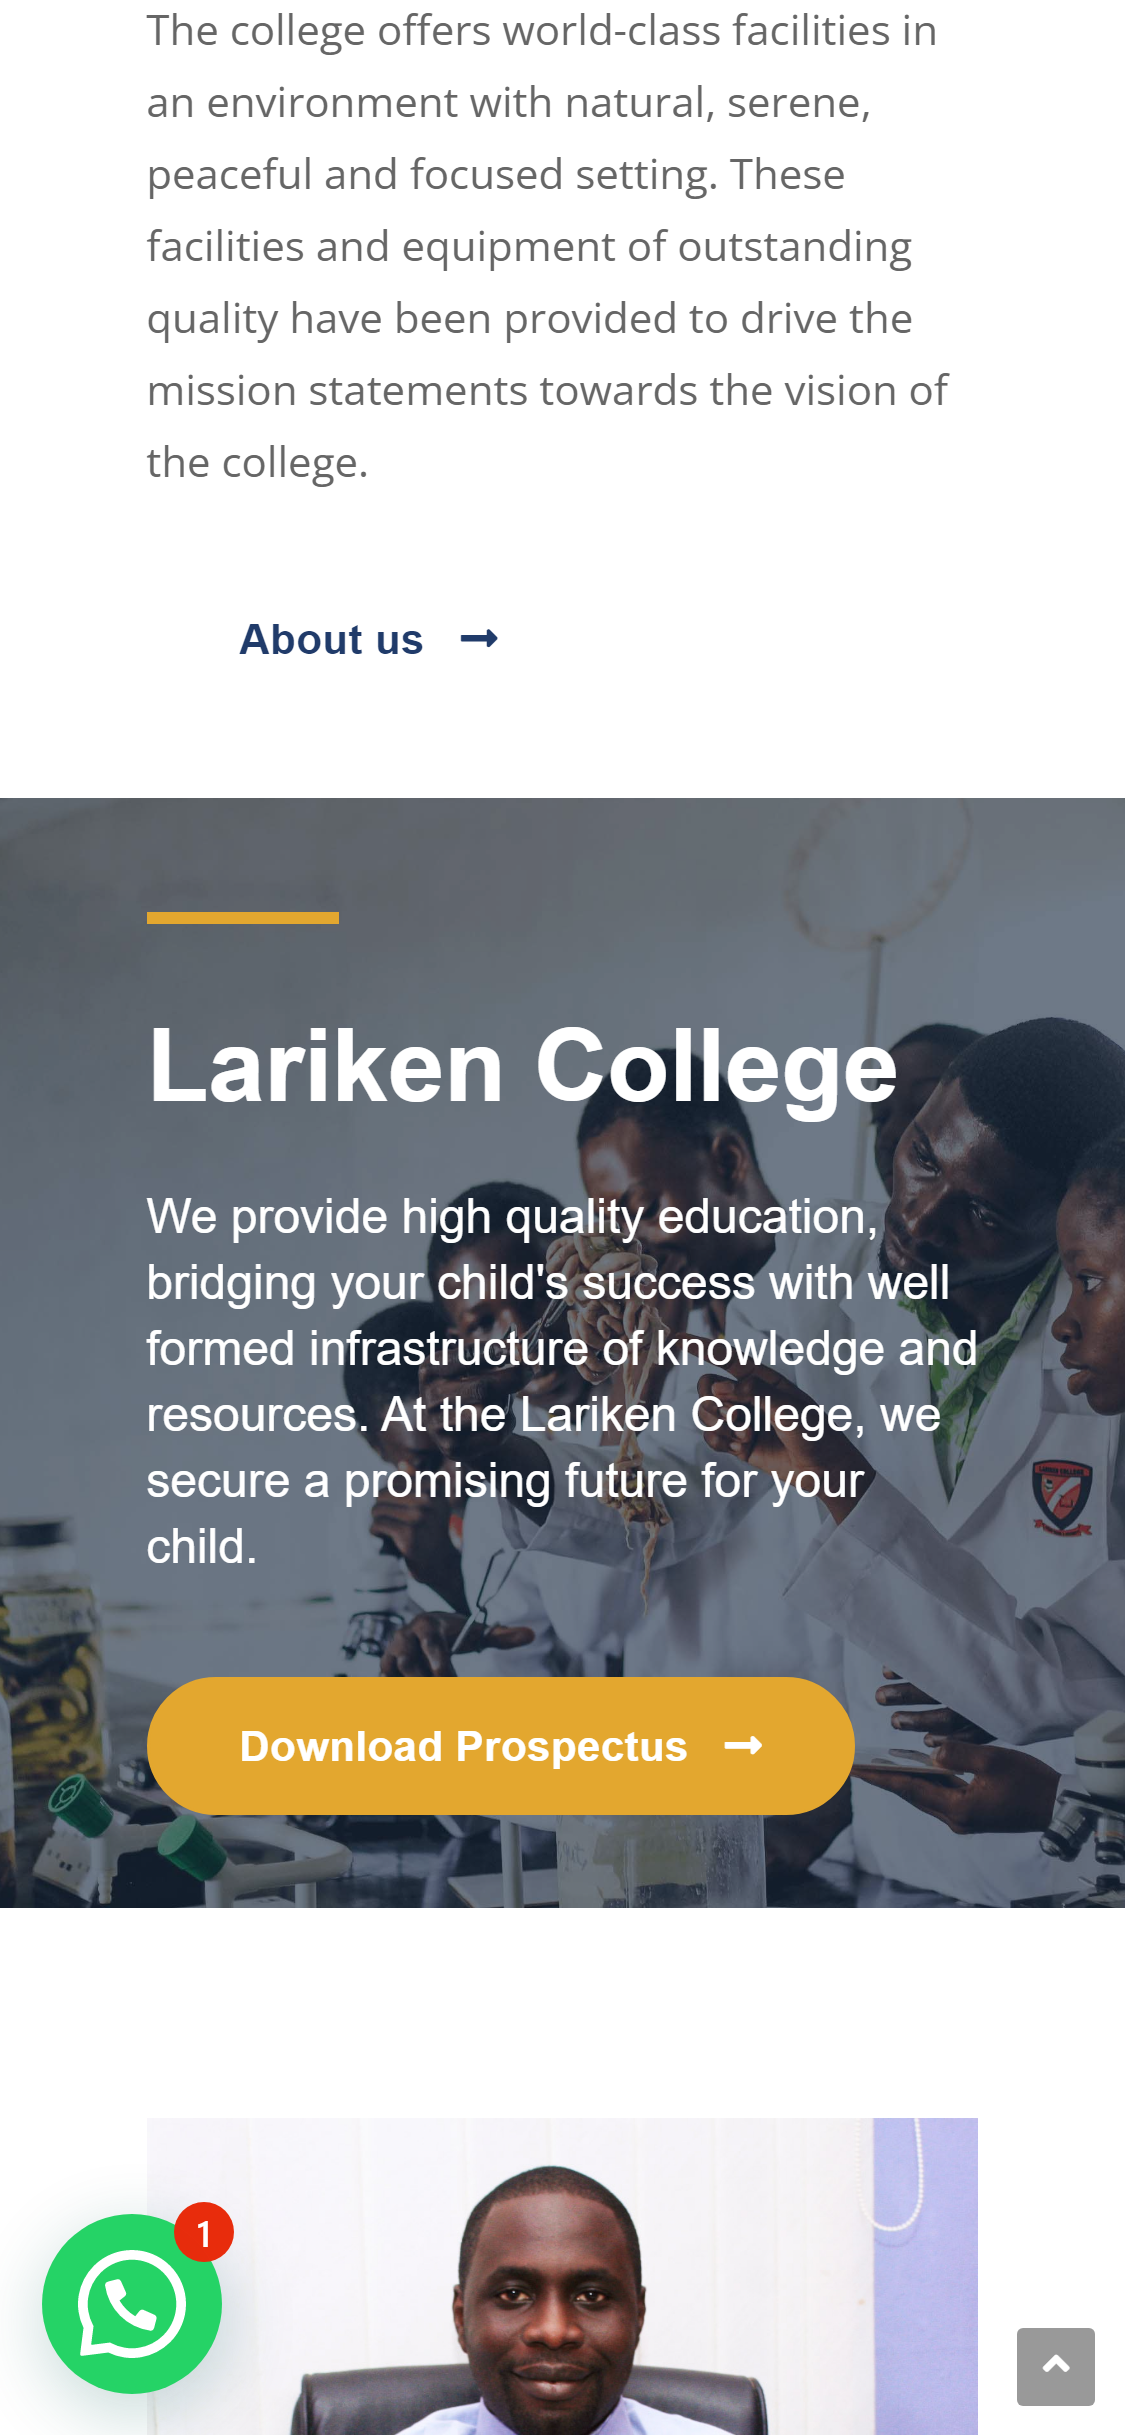 The college offers world-class facilities in
an environment with natural, serene,
peaceful and focused setting. These
facilities and equipment of outstanding
quality have been provided to drive the
mission statements towards the vision of
the college.
About us
Lariken College
We provide high quality education,
bridging your child's success with well
formed infrastructure of knowledge and
resources. At the Lariken College, we
secure a promising future for your
child.
Download Prospectus
1